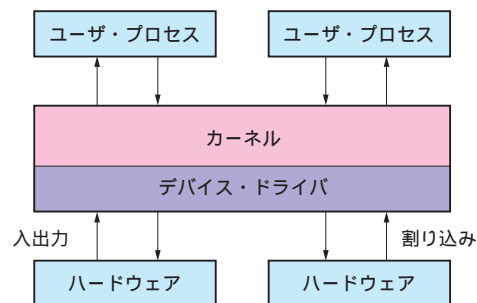 ユーザ・プロセス
ユーザ・プロセス
カーネル
デバイス・ドライバ
入出力
割り込み
ハードウェア
ハードウェア